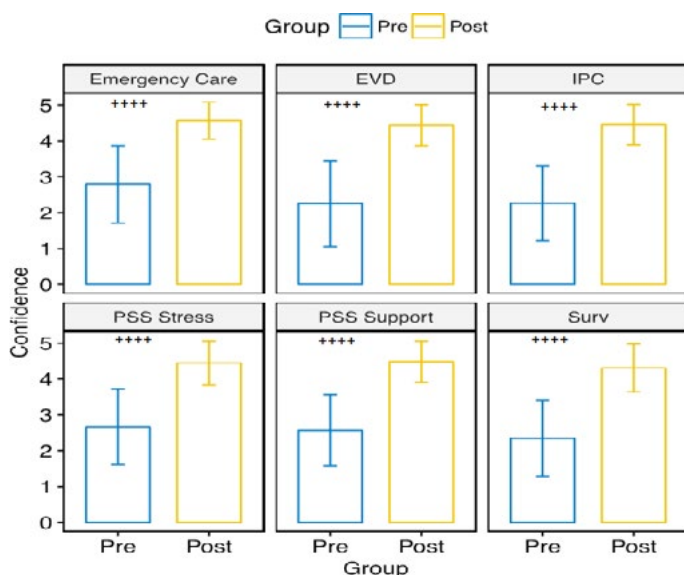 Group Pre Post
Emergency Care EVD IPC
++++ ++++ ++++
5
4
3
2
1
0
Confidence
PSS Stress PSS Support Surv
++++ ++++ ++++
5
4
3
2
1
0
Pre Post Pre Post Pre Post
Group